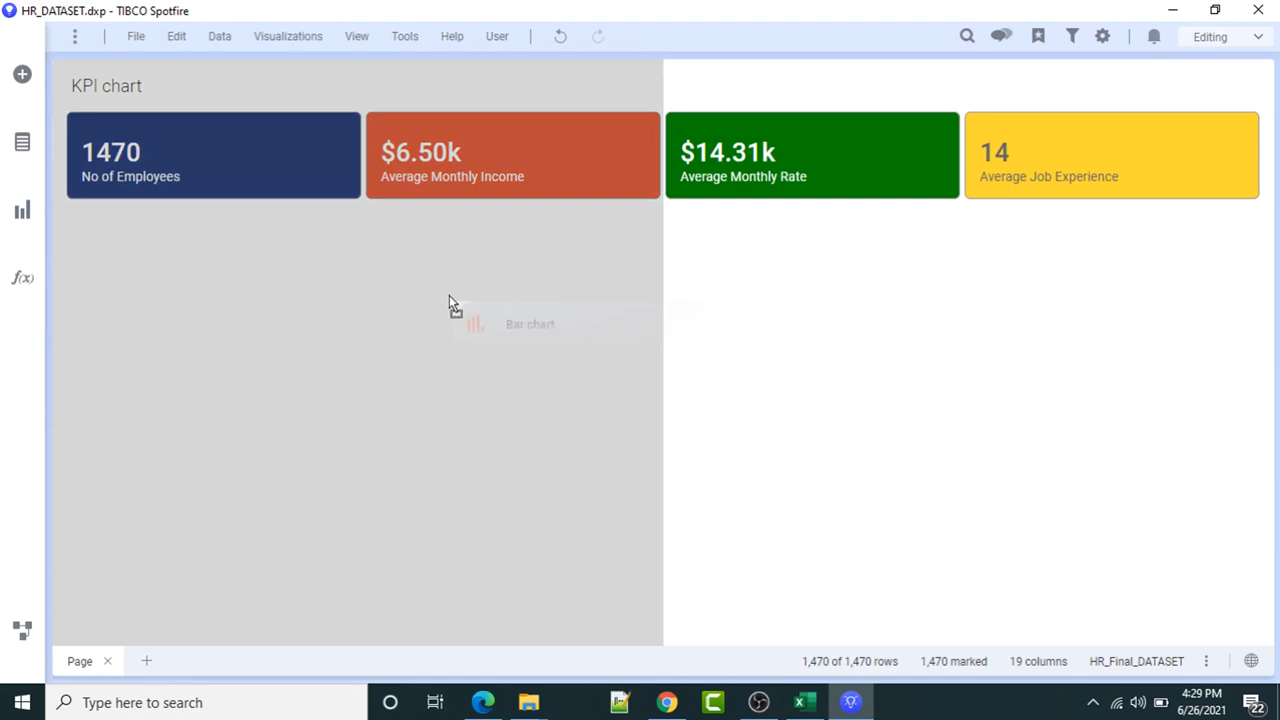 HR_DATASET.dxp - TIBCO Spotfire
File Edit Data Visualizations View Tools Help User Editing
KPI chart
1470
No of Employees
$6.50k
Average Monthly Income
$14.31k
Average Monthly Rate
14
Average Job Experience
f(x)
Bar chart
Page 1,470 of 1,470 rows 1,470 marked 19 columns HR_Final_DATASET
Type here to search
4:29 PM
6/26/2021
22